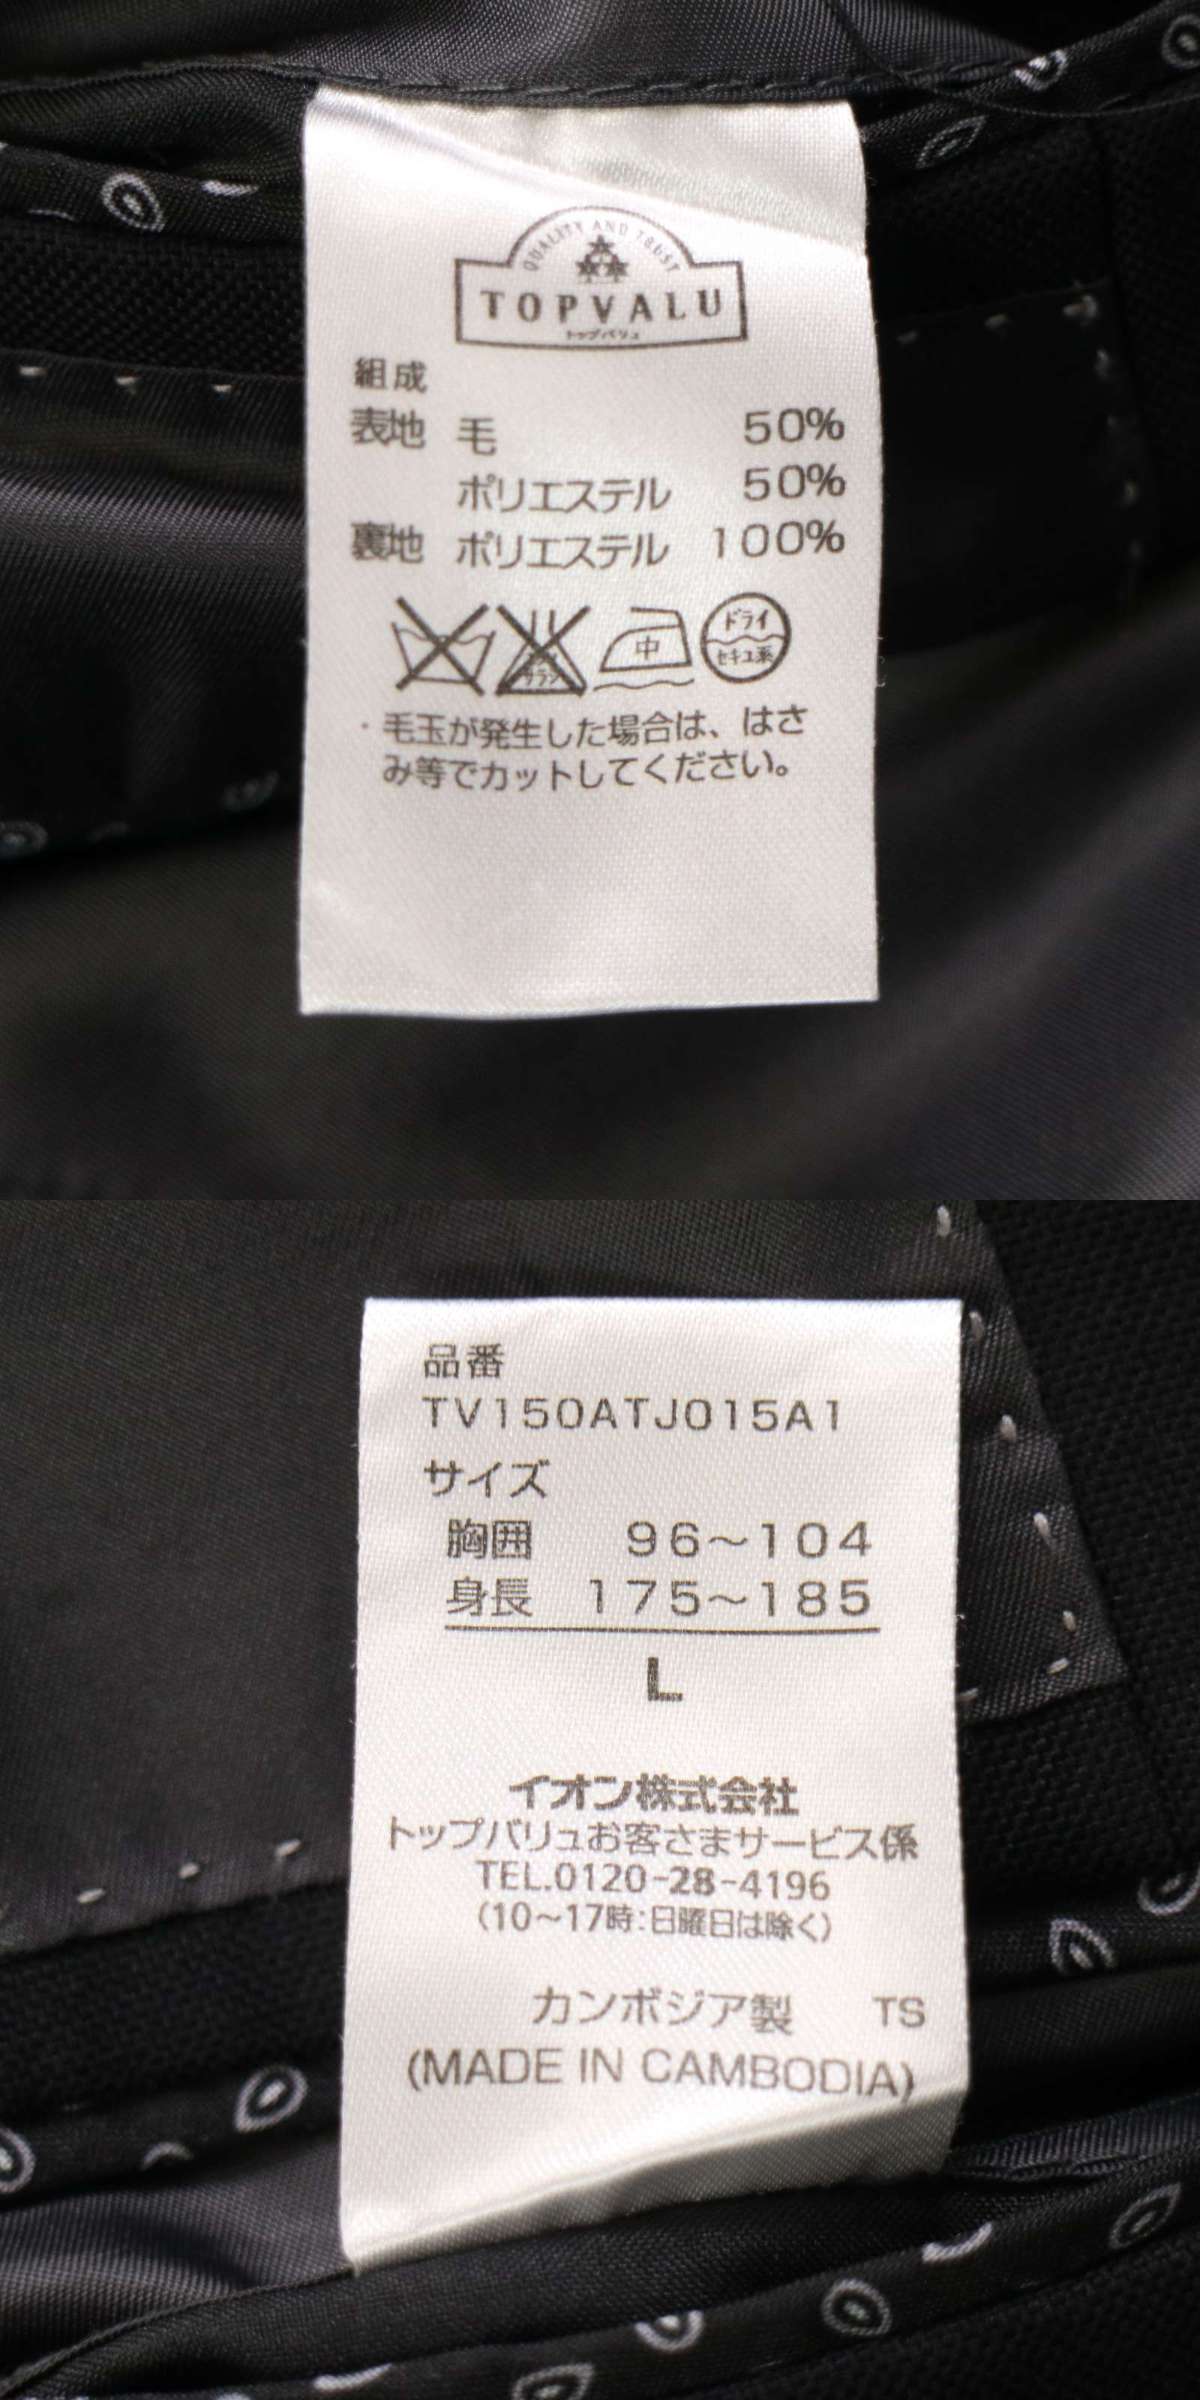 QUALITY AND TRUST
TOPVALU
トップバリュ
組成
表地 毛 50%
ポリエステル 50%
裏地 ポリエステル 100%
中 ドライ
エンソ サラシ セキユ系
・毛玉が発生した場合は、はさ
み等でカットしてください。
品番
TV150ATJ015A1
サイズ
胸囲 96〜104
身長 175〜185
L
イオン株式会社
トップバリュお客さまサービス係
TEL.0120-28-4196
(10〜17時:日曜日は除く)
カンボジア製 TS
(MADE IN CAMBODIA)